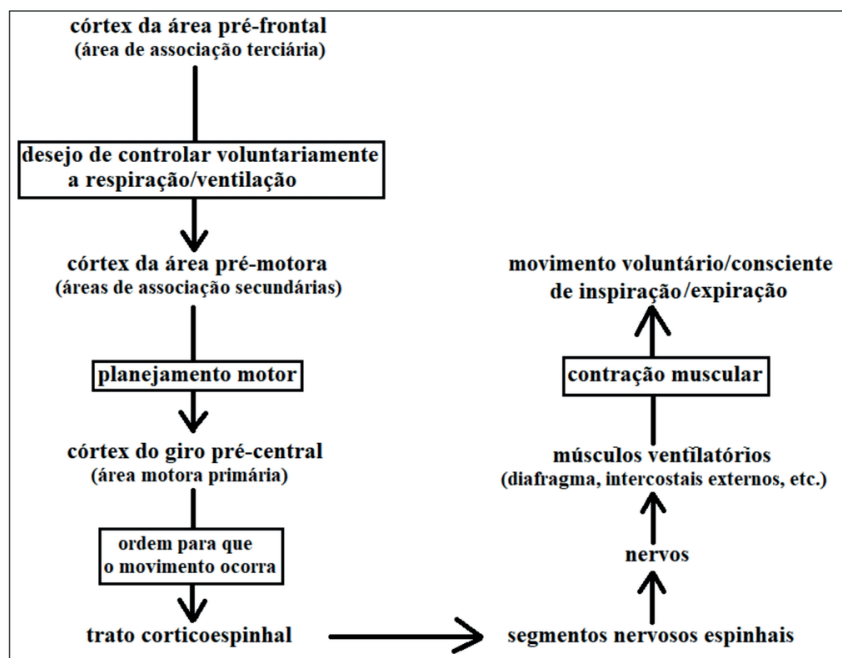 córtex da área pré-frontal
(área de associação terciária)
desejo de controlar voluntariamente
a respiração/ventilação
córtex da área pré-motora
(áreas de associação secundárias)
planejamento motor
córtex do giro pré-central
(área motora primária)
ordem para que
o movimento ocorra
trato corticoespinhal
segmentos nervosos espinhais
nervos
músculos ventilatórios
(diafragma, intercostais externos, etc.)
contração muscular
movimento voluntário/consciente
de inspiração/expiração